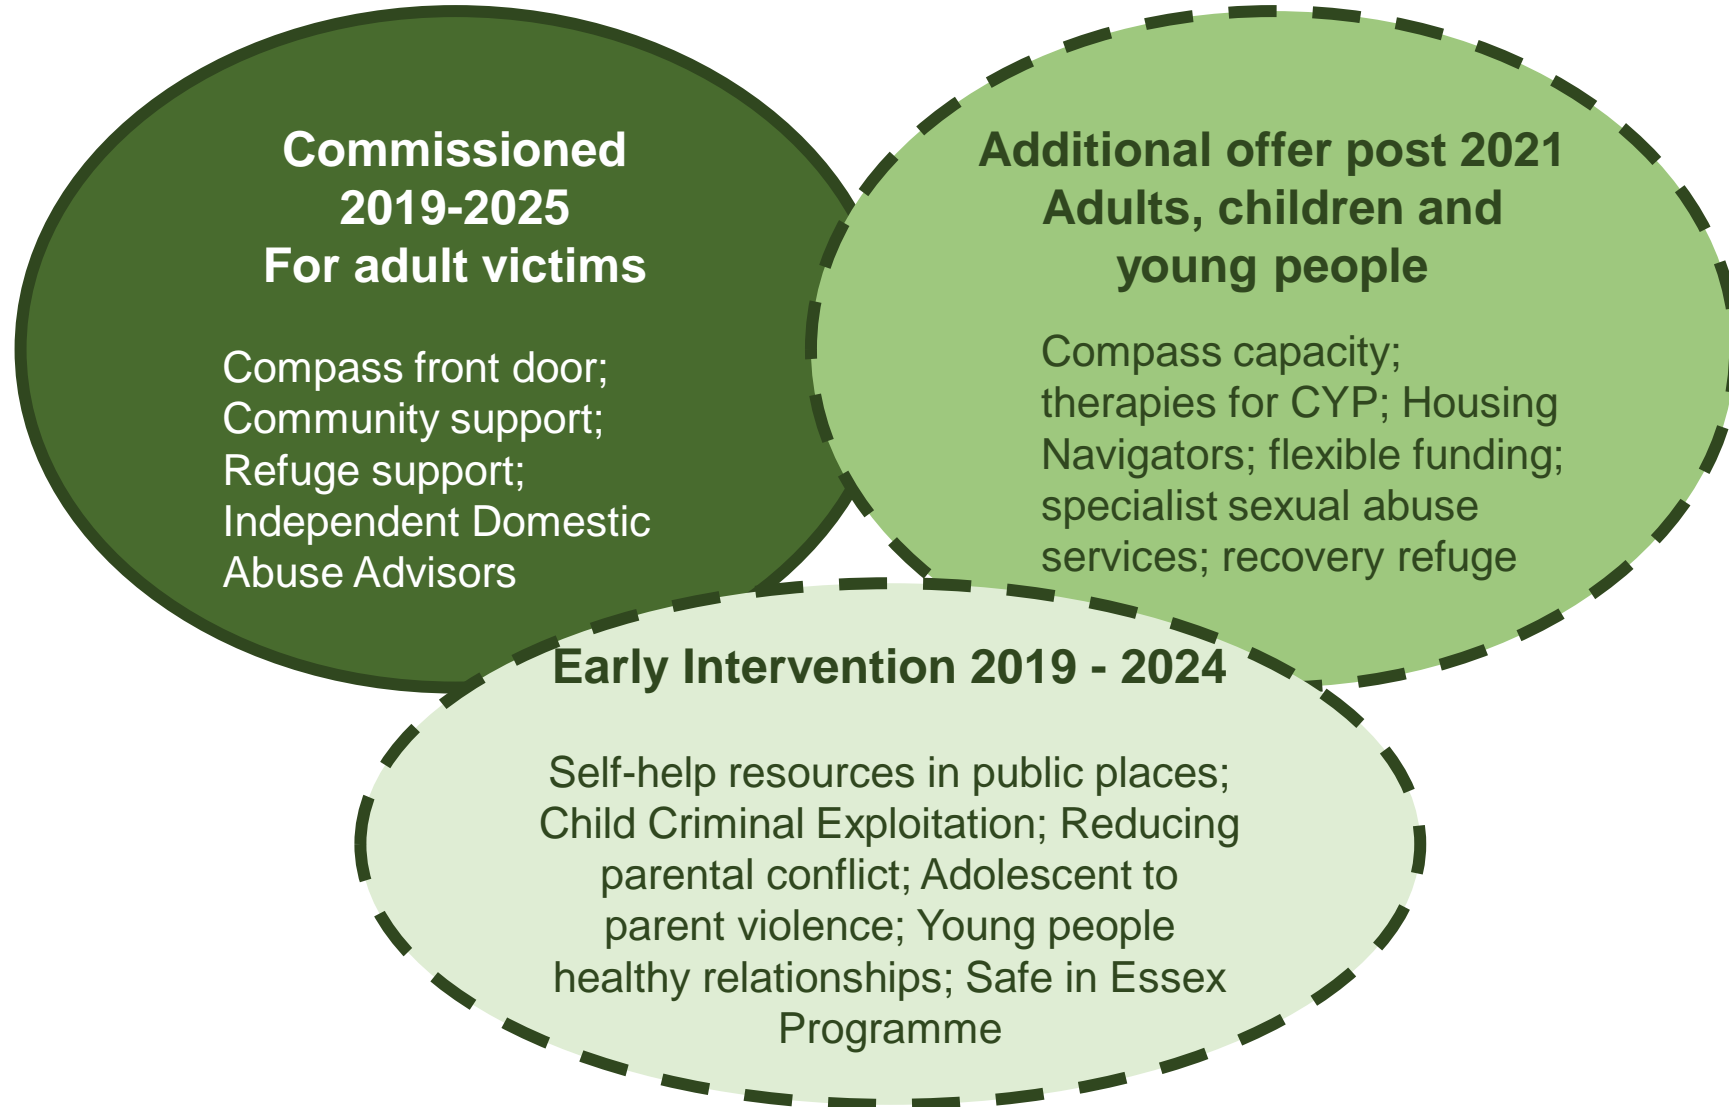 Commissioned
2019-2025
For adult victims
Compass front door;
Community support;
Refuge support;
Independent Domestic
Abuse Advisors
Additional offer post 2021
Adults, children and
young people
Compass capacity;
therapies for CYP; Housing
Navigators; flexible funding;
specialist sexual abuse
services; recovery refuge
Early Intervention 2019 - 2024
Self-help resources in public places;
Child Criminal Exploitation; Reducing
parental conflict; Adolescent to
parent violence; Young people
healthy relationships; Safe in Essex
Programme